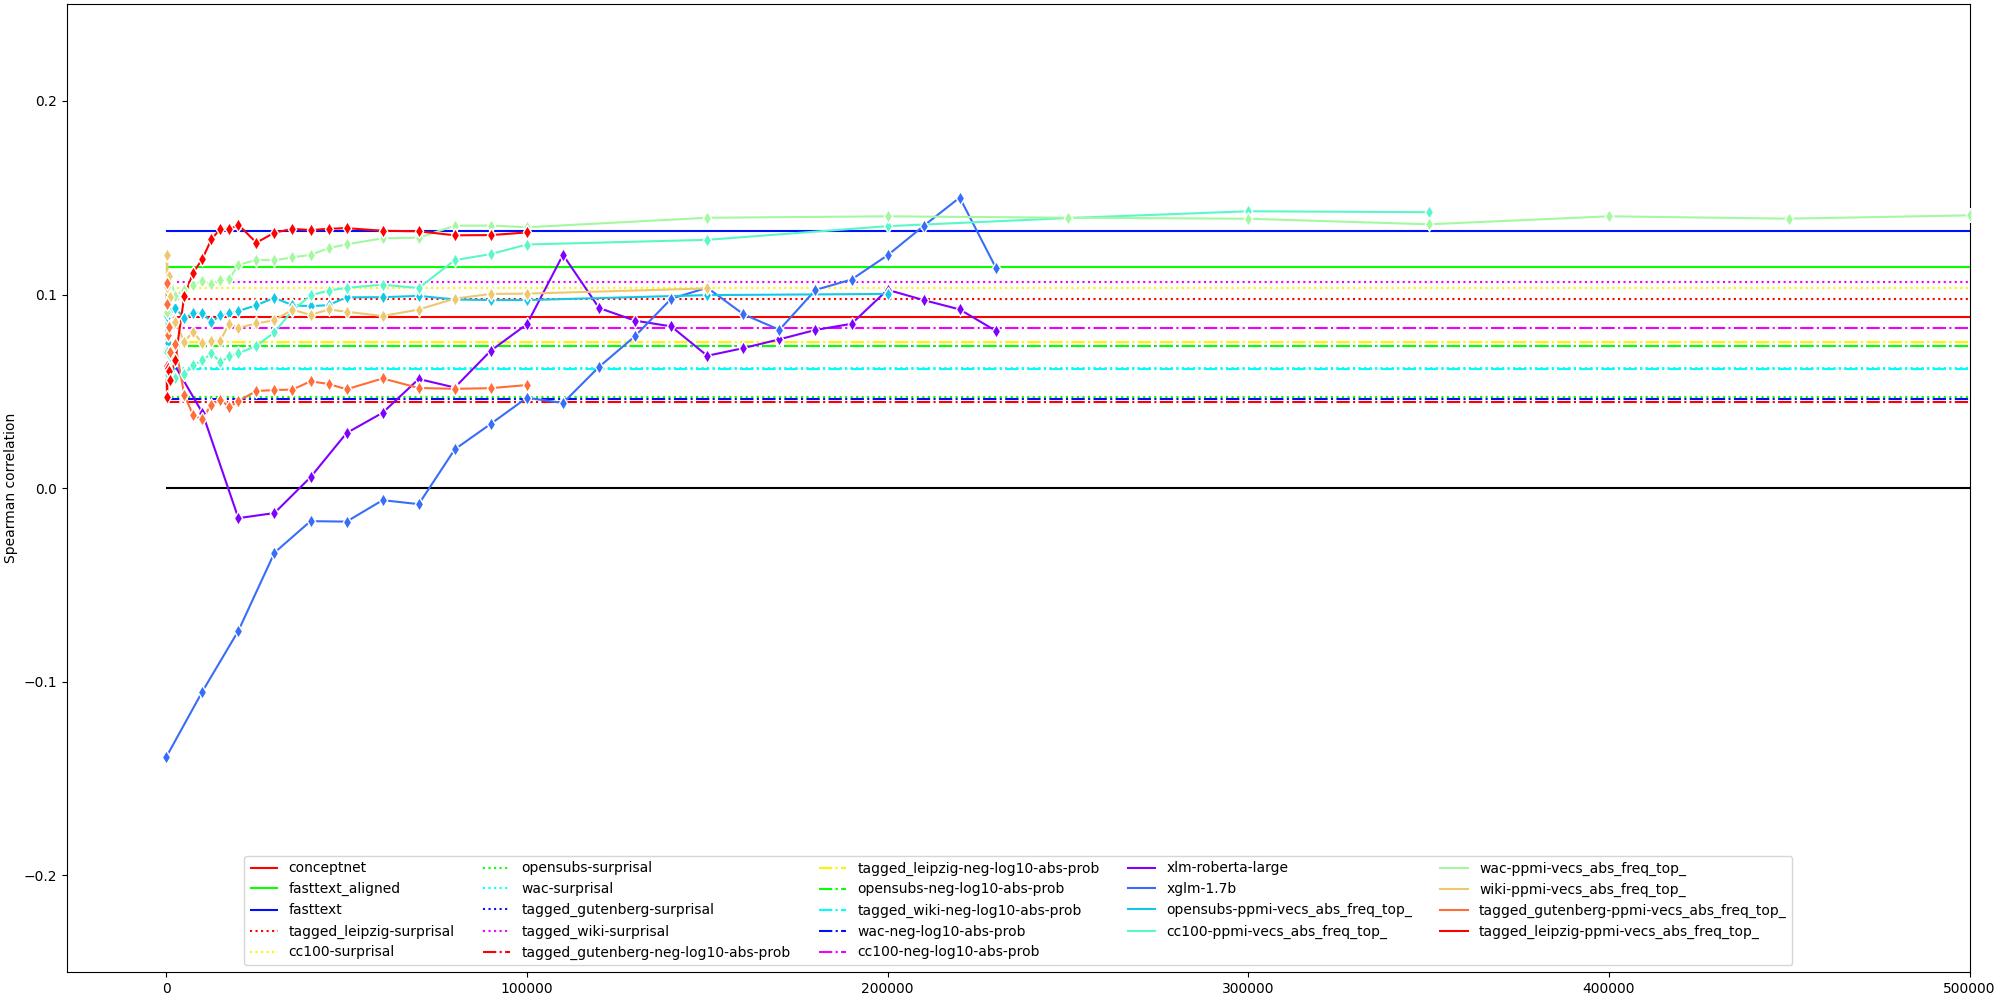 0.2
0.1
0.0
−0.1
−0.2
Spearman correlation
0
100000
200000
300000
400000
500000
conceptnet
fasttext_aligned
fasttext
tagged_leipzig-surprisal
cc100-surprisal
opensubs-surprisal
wac-surprisal
tagged_gutenberg-surprisal
tagged_wiki-surprisal
tagged_gutenberg-neg-log10-abs-prob
tagged_leipzig-neg-log10-abs-prob
opensubs-neg-log10-abs-prob
tagged_wiki-neg-log10-abs-prob
wac-neg-log10-abs-prob
cc100-neg-log10-abs-prob
xlm-roberta-large
xglm-1.7b
opensubs-ppmi-vecs_abs_freq_top_
cc100-ppmi-vecs_abs_freq_top_
wac-ppmi-vecs_abs_freq_top_
wiki-ppmi-vecs_abs_freq_top_
tagged_gutenberg-ppmi-vecs_abs_freq_top_
tagged_leipzig-ppmi-vecs_abs_freq_top_